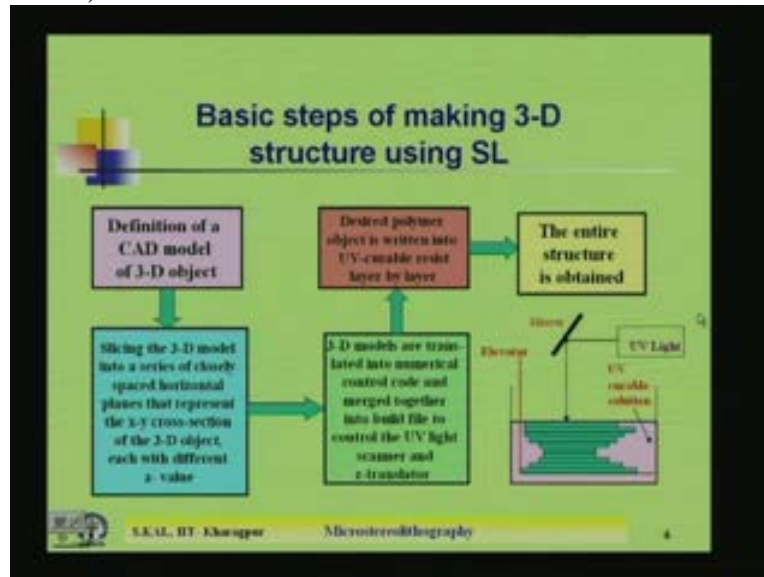 Basic steps of making 3-D
structure using SL
Definition of a
CAD model
of 3-D object
Slicing the 3-D model
into a series of closely
spaced horizontal
planes that represent
the x-y cross-section
of the 3-D object,
each with different
z- value
3-D models are trans-
lated into numerical
control code and
merged together
into build file to
control the UV light
scanner and
z-translator
Desired polymer
object is written into
UV-curable resist
layer by layer
The entire
structure
is obtained
Mirror
UV Light
Elevator
UV
curable
solution
S.KAL, IIT- Kharagpur
Microstereolithography
4